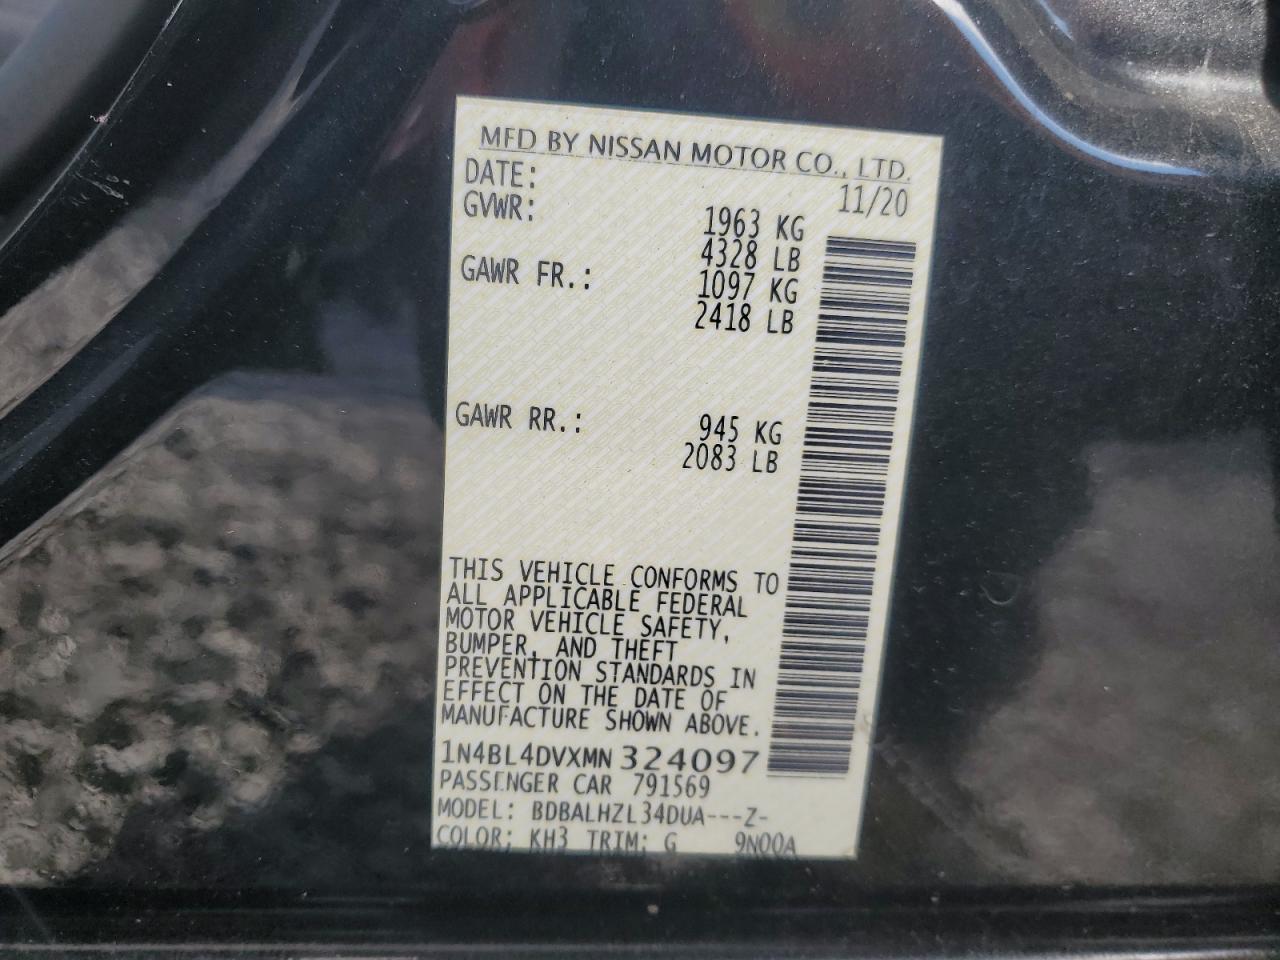 MFD BY NISSAN MOTOR CO., LTD.
DATE: 11/20
GVWR: 1963 KG
4328 LB
GAWR FR.: 1097 KG
2418 LB
GAWR RR.: 945 KG
2083 LB
THIS VEHICLE CONFORMS TO
ALL APPLICABLE FEDERAL
MOTOR VEHICLE SAFETY,
BUMPER, AND THEFT
PREVENTION STANDARDS IN
EFFECT ON THE DATE OF
MANUFACTURE SHOWN ABOVE.
1N4BL4DVXMN324097
PASSENGER CAR 791569
MODEL: BDBALHZL34DUA---Z-
COLOR; KH3 TRIM; G 9N00A